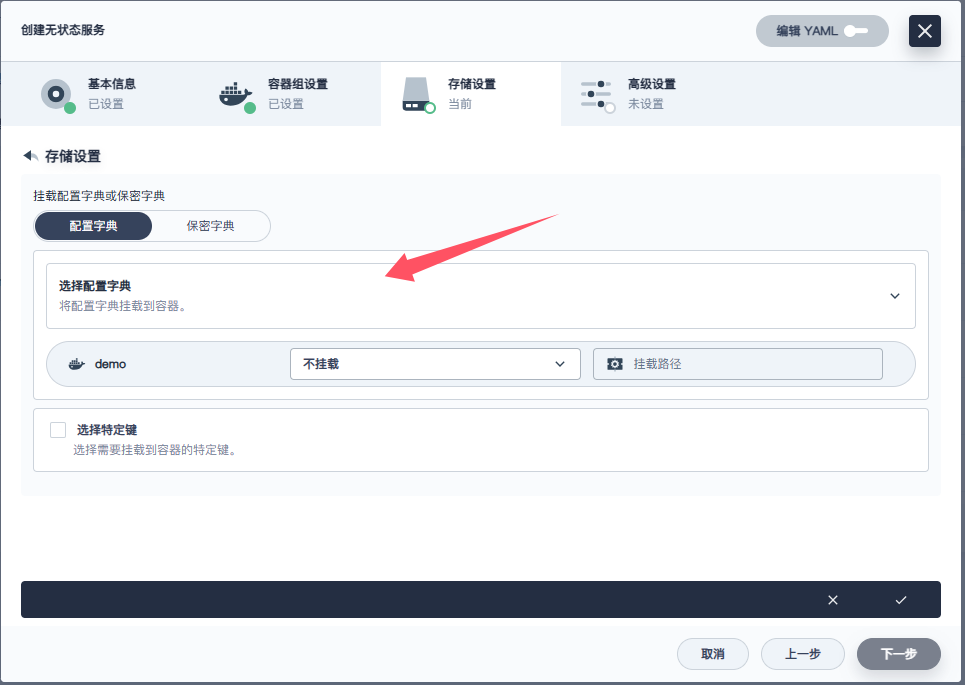 创建无状态服务
编辑 YAML
基本信息
已设置
容器组设置
已设置
存储设置
当前
高级设置
未设置
存储设置
挂载配置字典或保密字典
配置字典
保密字典
选择配置字典
将配置字典挂载到容器。
demo
不挂载
挂载路径
选择特定键
选择需要挂载到容器的特定键。
取消
上一步
下一步